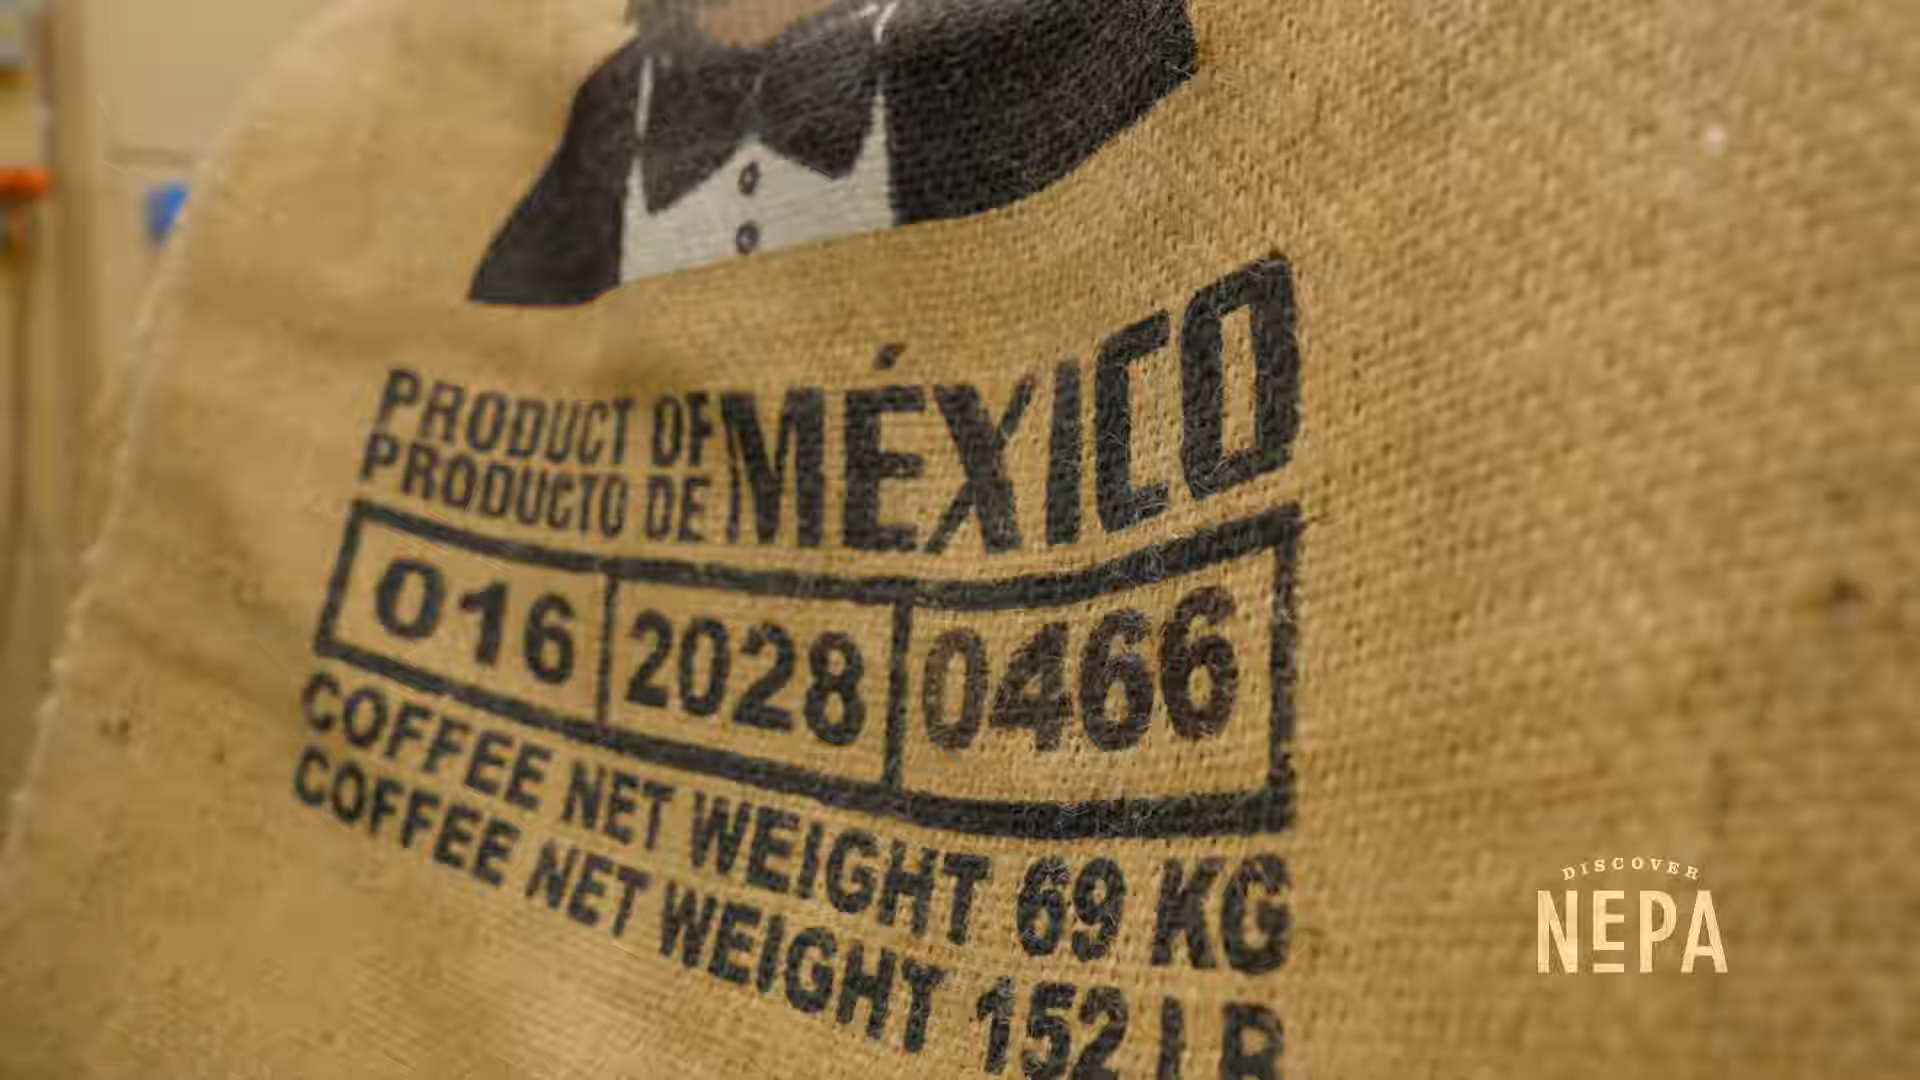 PRODUCT OF MÉXICO
PRODUCTO DE
016 2028 0466
COFFEE NET WEIGHT 69 KG
COFFEE NET WEIGHT 152 LB
DISCOVER
NEPA